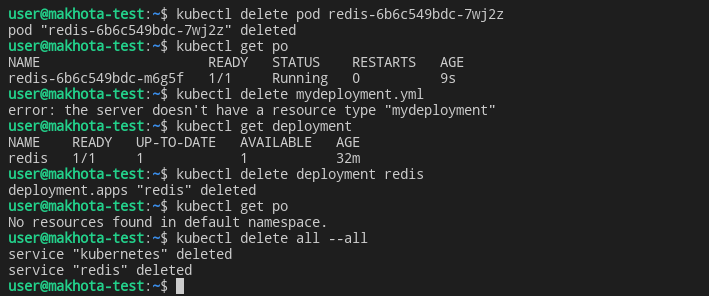 user@makhota-test:~$ kubectl delete pod redis-6b6c549bdc-7wj2z
pod "redis-6b6c549bdc-7wj2z" deleted
user@makhota-test:~$ kubectl get po
NAME                     READY   STATUS    RESTARTS   AGE
redis-6b6c549bdc-m6g5f   1/1     Running   0          9s
user@makhota-test:~$ kubectl delete mydeployment.yml
error: the server doesn't have a resource type "mydeployment"
user@makhota-test:~$ kubectl get deployment
NAME    READY   UP-TO-DATE   AVAILABLE   AGE
redis   1/1     1            1           32m
user@makhota-test:~$ kubectl delete deployment redis
deployment.apps "redis" deleted
user@makhota-test:~$ kubectl get po
No resources found in default namespace.
user@makhota-test:~$ kubectl delete all --all
service "kubernetes" deleted
service "redis" deleted
user@makhota-test:~$